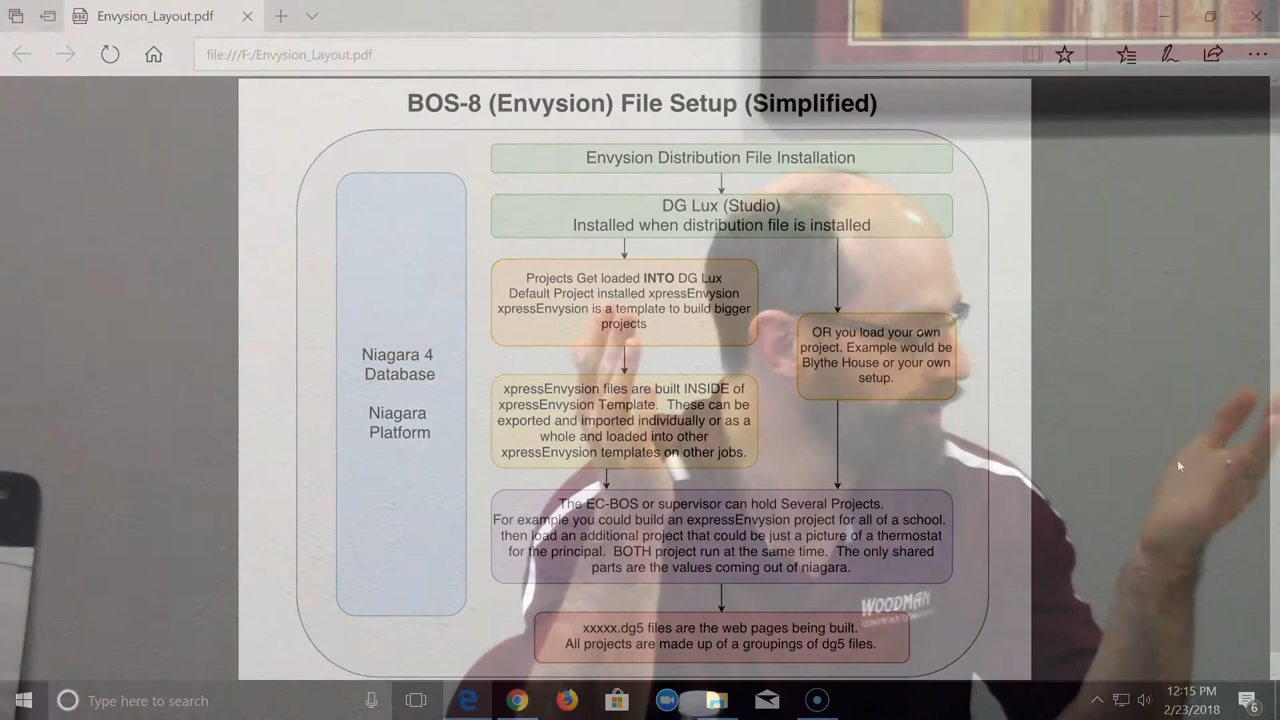 Envysion_Layout.pdf
file:///F:/Envysion_Layout.pdf
BOS-8 (Envysion) File Setup (Simplified)
Envysion Distribution File Installation
DG Lux (Studio)
Installed when distribution file is installed
Projects Get loaded INTO DG Lux
Default Project installed xpressEnvysion
xpressEnvysion is a template to build bigger
projects
OR you load your own
project. Example would be
Blythe House or your own
setup.
Niagara 4
Database
Niagara
Platform
xpressEnvysion files are built INSIDE of
xpressEnvysion Template. These can be
exported and imported individually or as a
whole and loaded into other
xpressEnvysion templates on other jobs.
The EC-BOS or supervisor can hold Several Projects.
For example you could build an expressEnvysion project for all of a school.
then load an additional project that could be just a picture of a thermostat
for the principal. BOTH project run at the same time. The only shared
parts are the values coming out of niagara.
WOODMAN
xxxxx.dg5 files are the web pages being built.
All projects are made up of a groupings of dg5 files.
Type here to search
12:15 PM
2/23/2018
6